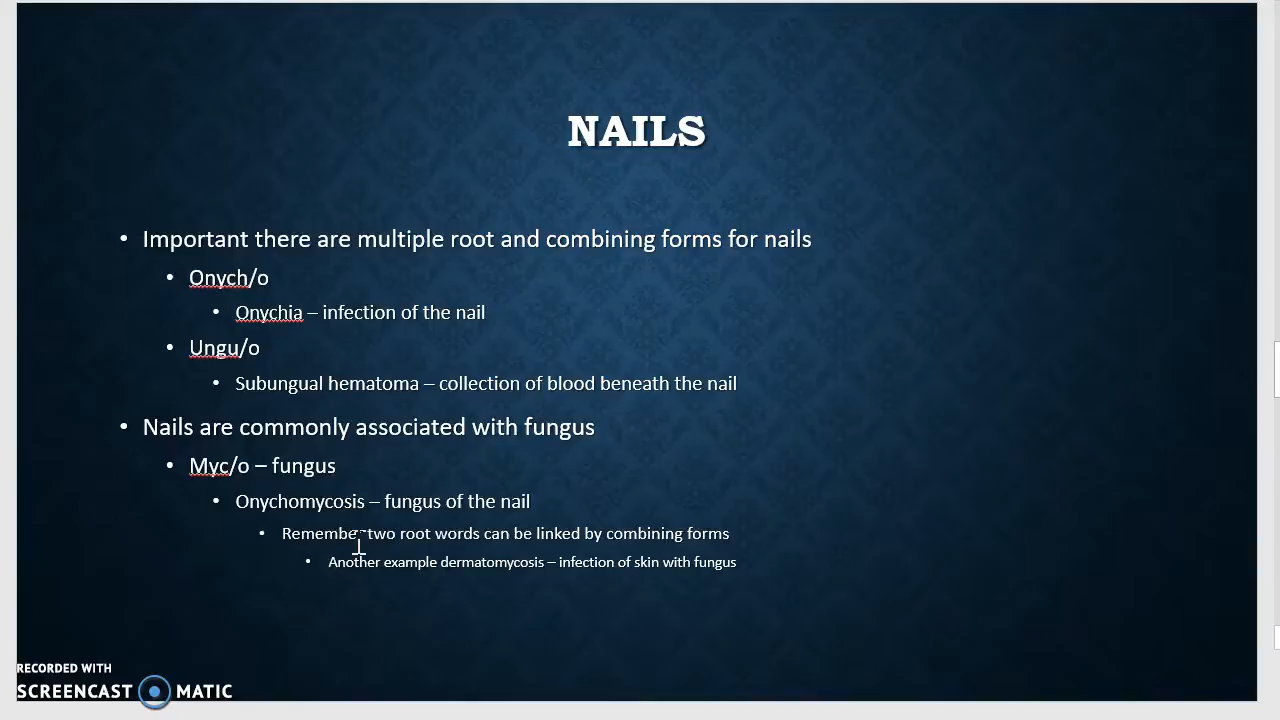 NAILS
• Important there are multiple root and combining forms for nails
• Onych/o
• Onychia – infection of the nail
• Ungu/o
• Subungual hematoma – collection of blood beneath the nail
• Nails are commonly associated with fungus
• Myc/o – fungus
• Onychomycosis – fungus of the nail
• Remember two root words can be linked by combining forms
• Another example dermatomycosis – infection of skin with fungus
RECORDED WITH
SCREENCAST MATIC